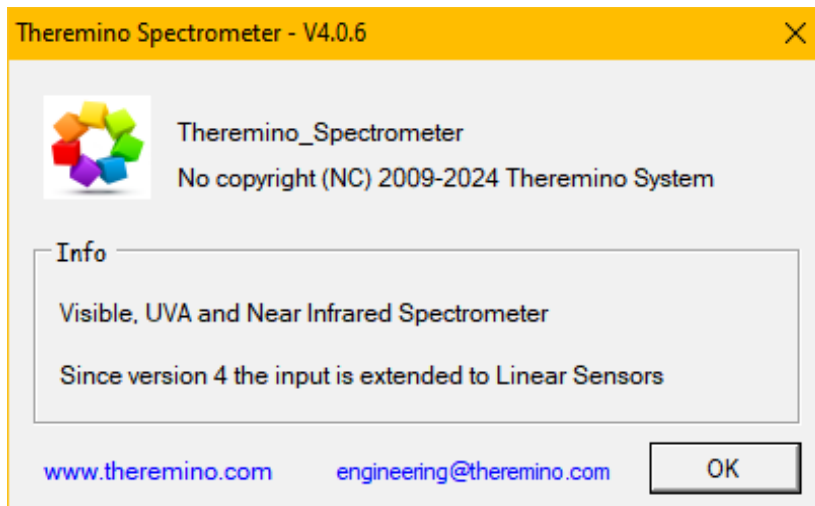 Theremino Spectrometer - V4.0.6
Theremino_Spectrometer
No copyright (NC) 2009-2024 Theremino System
Info
Visible, UVA and Near Infrared Spectrometer
Since version 4 the input is extended to Linear Sensors
www.theremino.com
engineering@theremino.com
OK